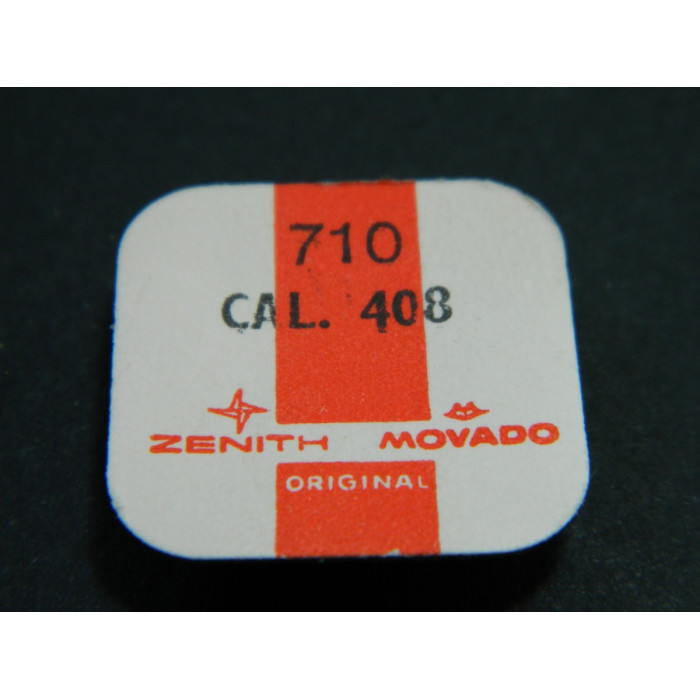 710
CAL. 408
ZENITH MOVADO
ORIGINAL